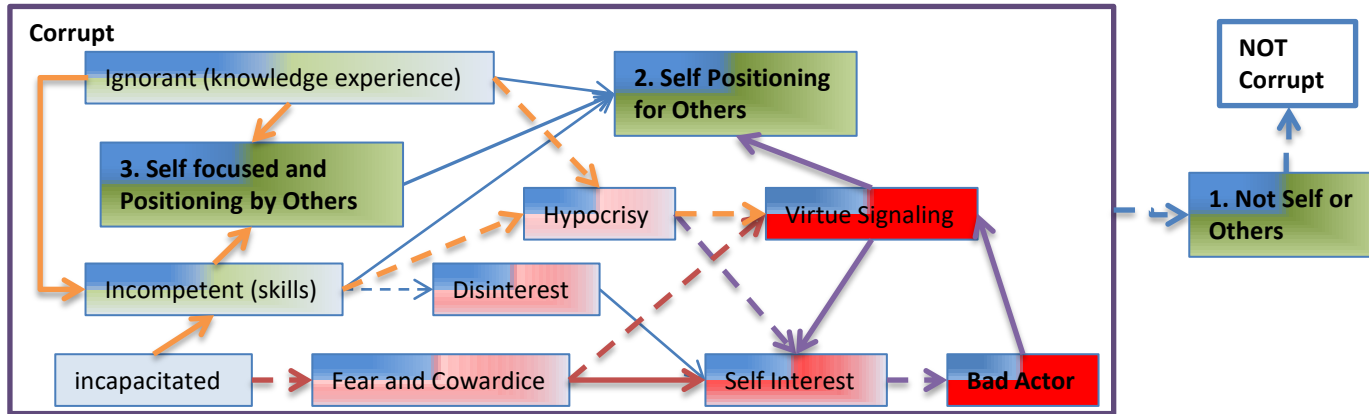 Corrupt
Ignorant (knowledge experience)
2. Self Positioning
for Others
NOT
Corrupt
3. Self focused and
Positioning by Others
1. Not Self or
Others
Hypocrisy
Virtue Signaling
Incompetent (skills)
Disinterest
incapacitated
Fear and Cowardice
Self Interest
Bad Actor